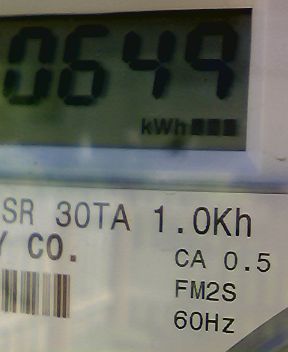 0649
kWh
SR 30TA 1.0Kh
Y CO.
CA 0.5
FM2S
60Hz